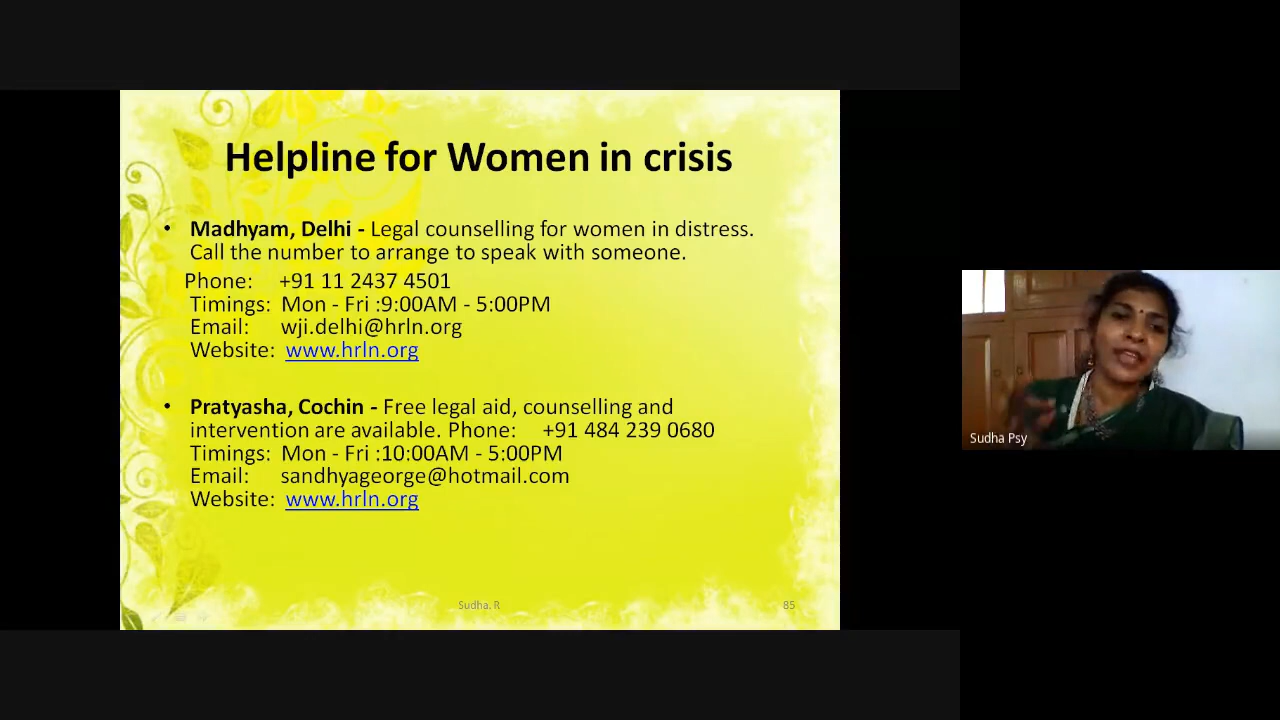 Helpline for Women in crisis
• Madhyam, Delhi - Legal counselling for women in distress.
Call the number to arrange to speak with someone.
Phone: +91 11 2437 4501
Timings: Mon - Fri :9:00AM - 5:00PM
Email: wji.delhi@hrln.org
Website: www.hrln.org
• Pratyasha, Cochin - Free legal aid, counselling and
intervention are available. Phone: +91 484 239 0680
Timings: Mon - Fri :10:00AM - 5:00PM
Email: sandhyageorge@hotmail.com
Website: www.hrln.org
Sudha. R
85
Sudha Psy